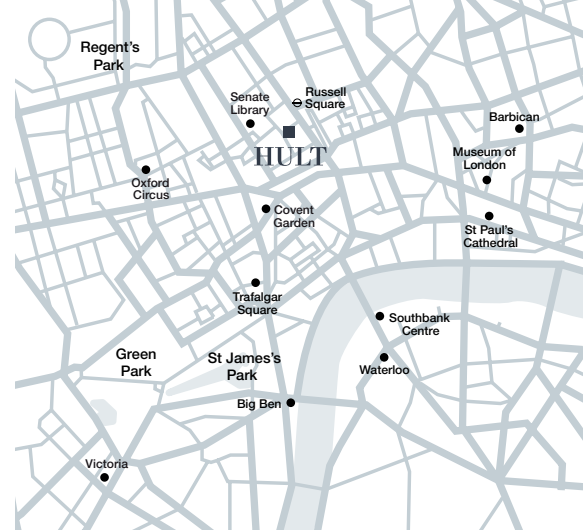 Regent's
Park
Senate
Library
Russell
Square
HULT
Barbican
Museum of
London
Oxford
Circus
Covent
Garden
St Paul's
Cathedral
Trafalgar
Square
Southbank
Centre
Green
Park
St James's
Park
Waterloo
Big Ben
Victoria